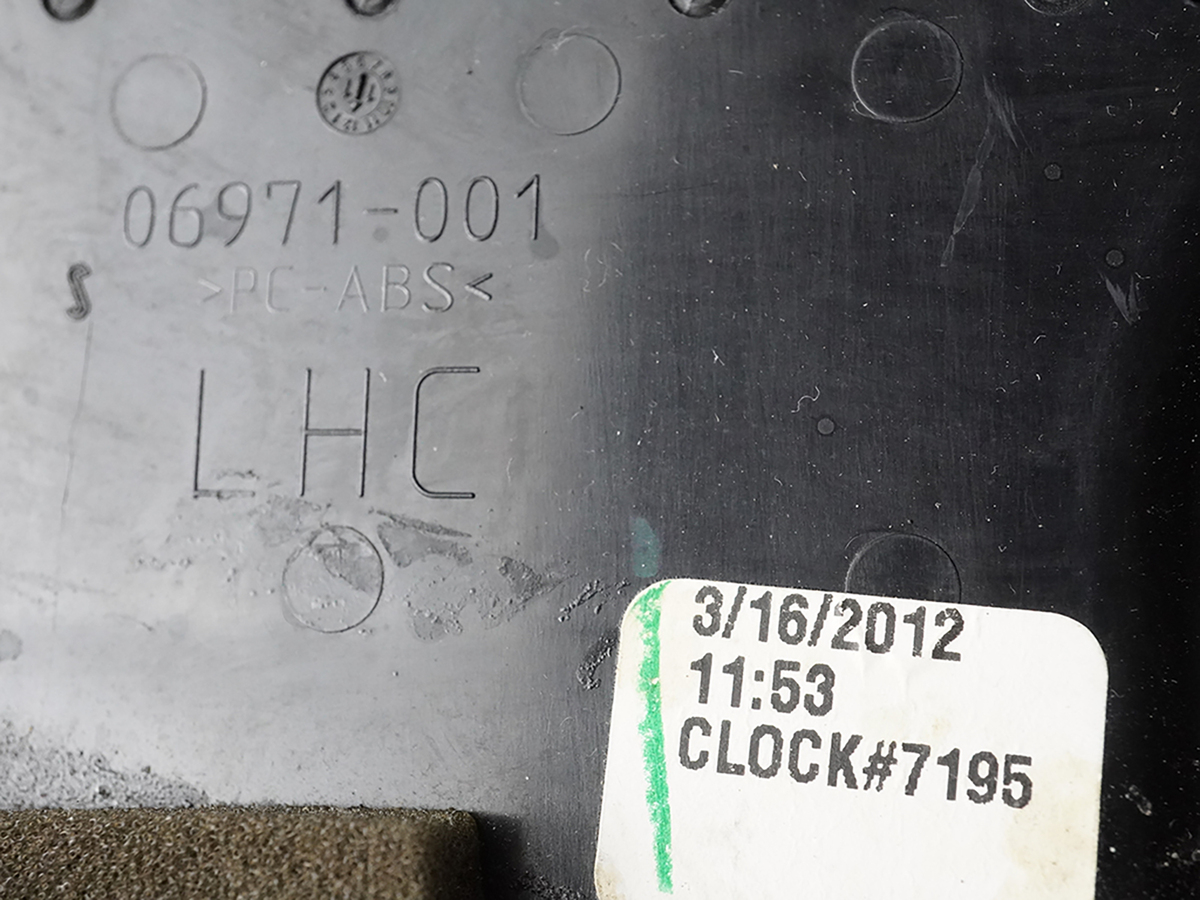 06971-001
>PC-ABS<
S
LHC
3/16/2012
11:53
CLOCK#7195